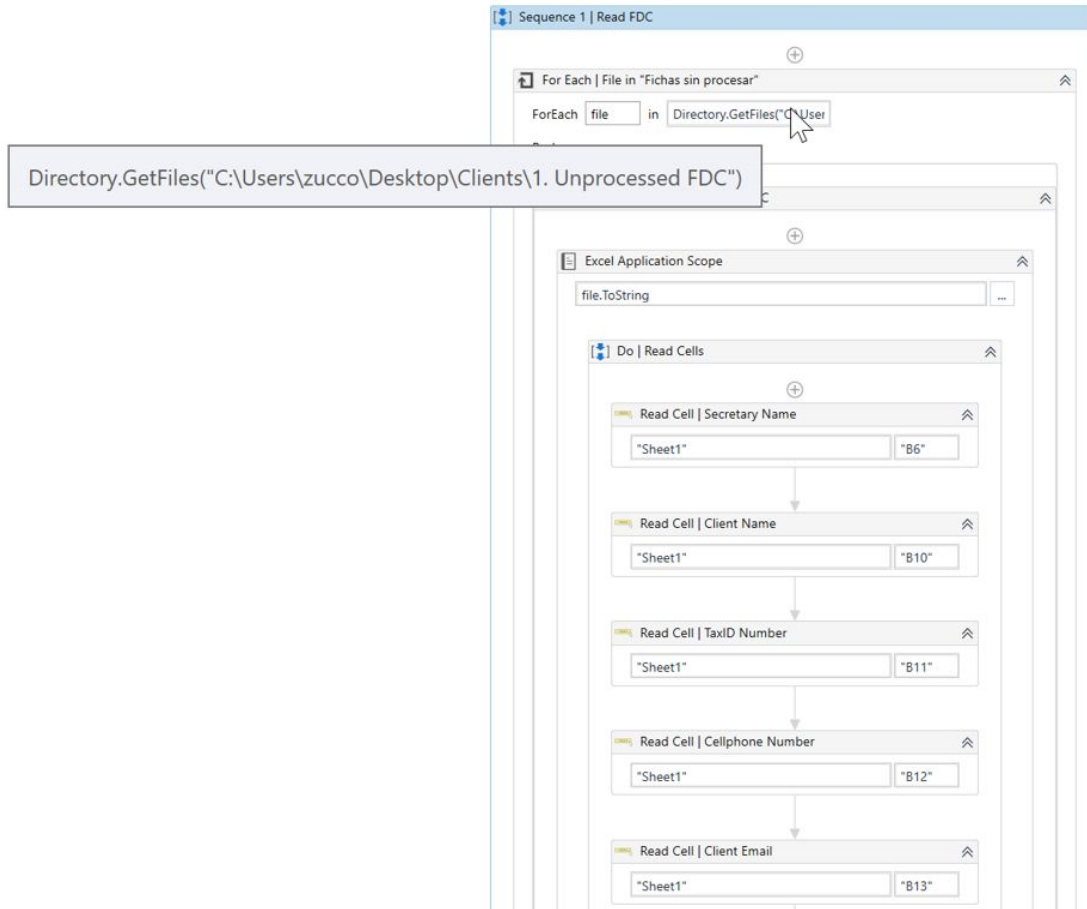 Sequence 1 | Read FDC
For Each | File in "Fichas sin procesar"
ForEach file in Directory.GetFiles("C:\User
Directory.GetFiles("C:\Users\zucco\Desktop\Clients\1. Unprocessed FDC")
C
Excel Application Scope
file.ToString ...
Do | Read Cells
Read Cell | Secretary Name
"Sheet1" "B6"
Read Cell | Client Name
"Sheet1" "B10"
Read Cell | TaxID Number
"Sheet1" "B11"
Read Cell | Cellphone Number
"Sheet1" "B12"
Read Cell | Client Email
"Sheet1" "B13"